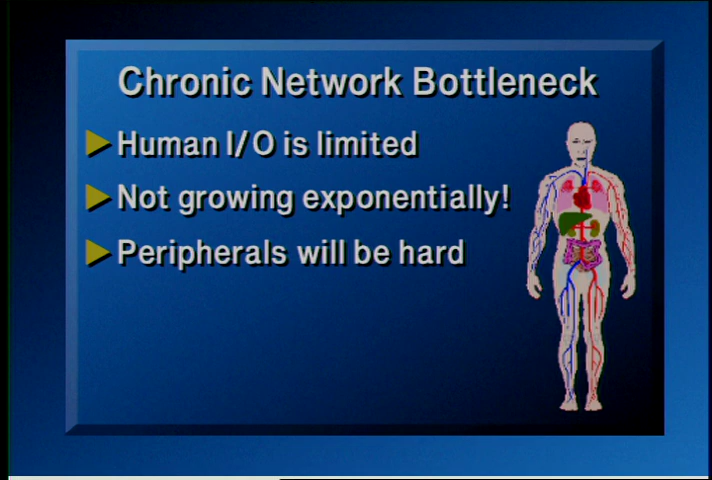 Chronic Network Bottleneck
Human I/O is limited
Not growing exponentially!
Peripherals will be hard